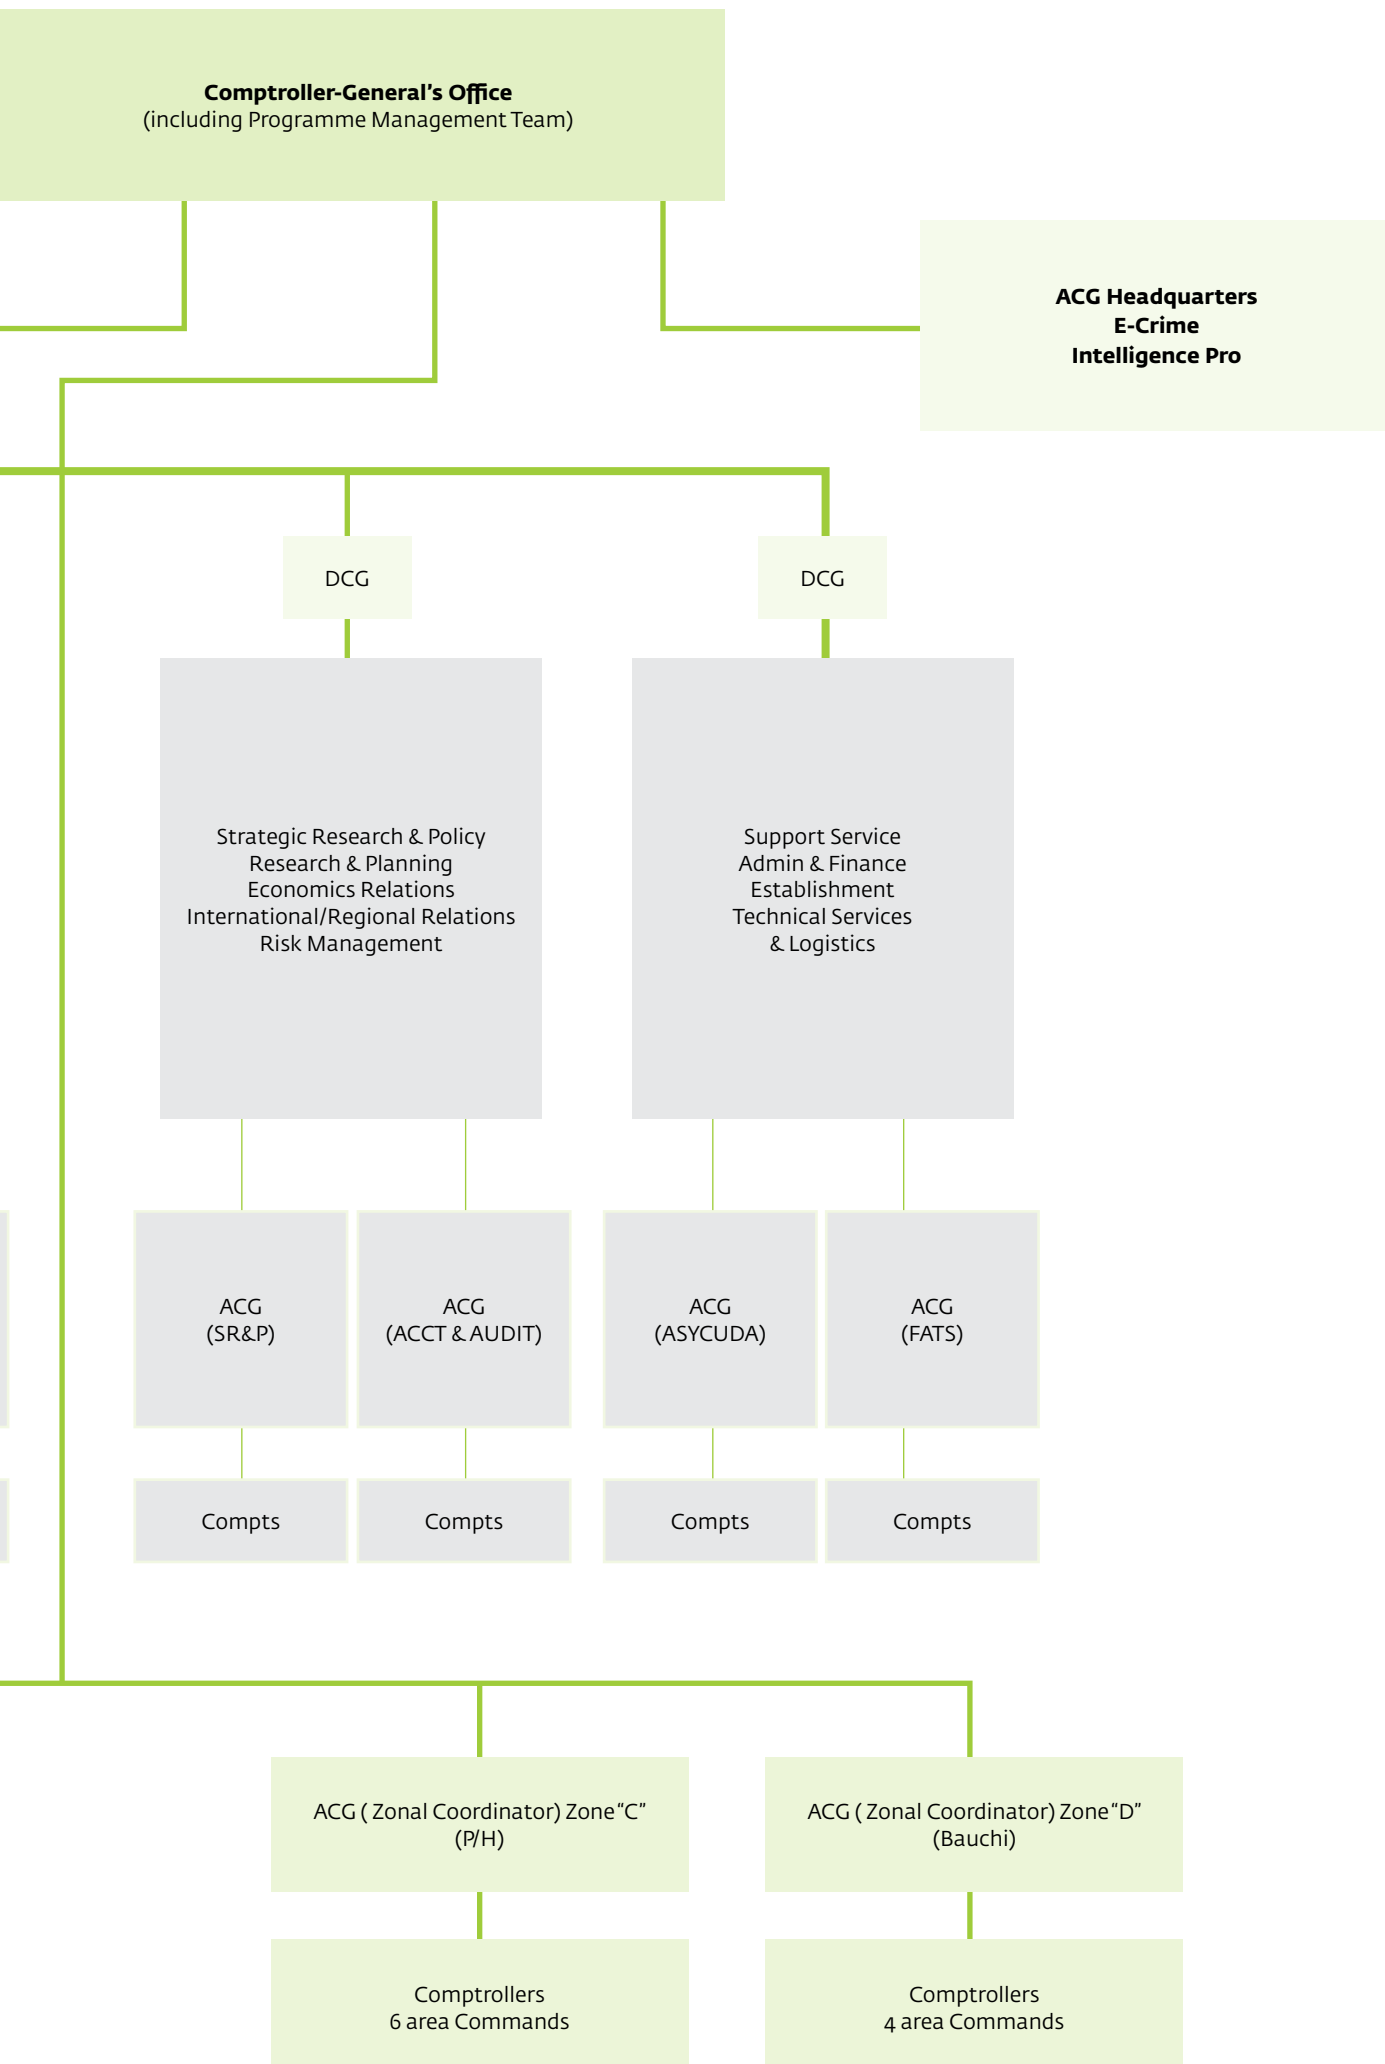 Comptroller-General's Office
(including Programme Management Team)
ACG Headquarters
E-Crime
Intelligence Pro
DCG
DCG
Strategic Research & Policy
Research & Planning
Economics Relations
International/Regional Relations
Risk Management
Support Service
Admin & Finance
Establishment
Technical Services
& Logistics
ACG
(SR&P)
ACG
(ACCT & AUDIT)
ACG
(ASYCUDA)
ACG
(FATS)
Compts
Compts
Compts
Compts
ACG ( Zonal Coordinator) Zone “C”
(P/H)
ACG ( Zonal Coordinator) Zone “D”
(Bauchi)
Comptrollers
6 area Commands
Comptrollers
4 area Commands